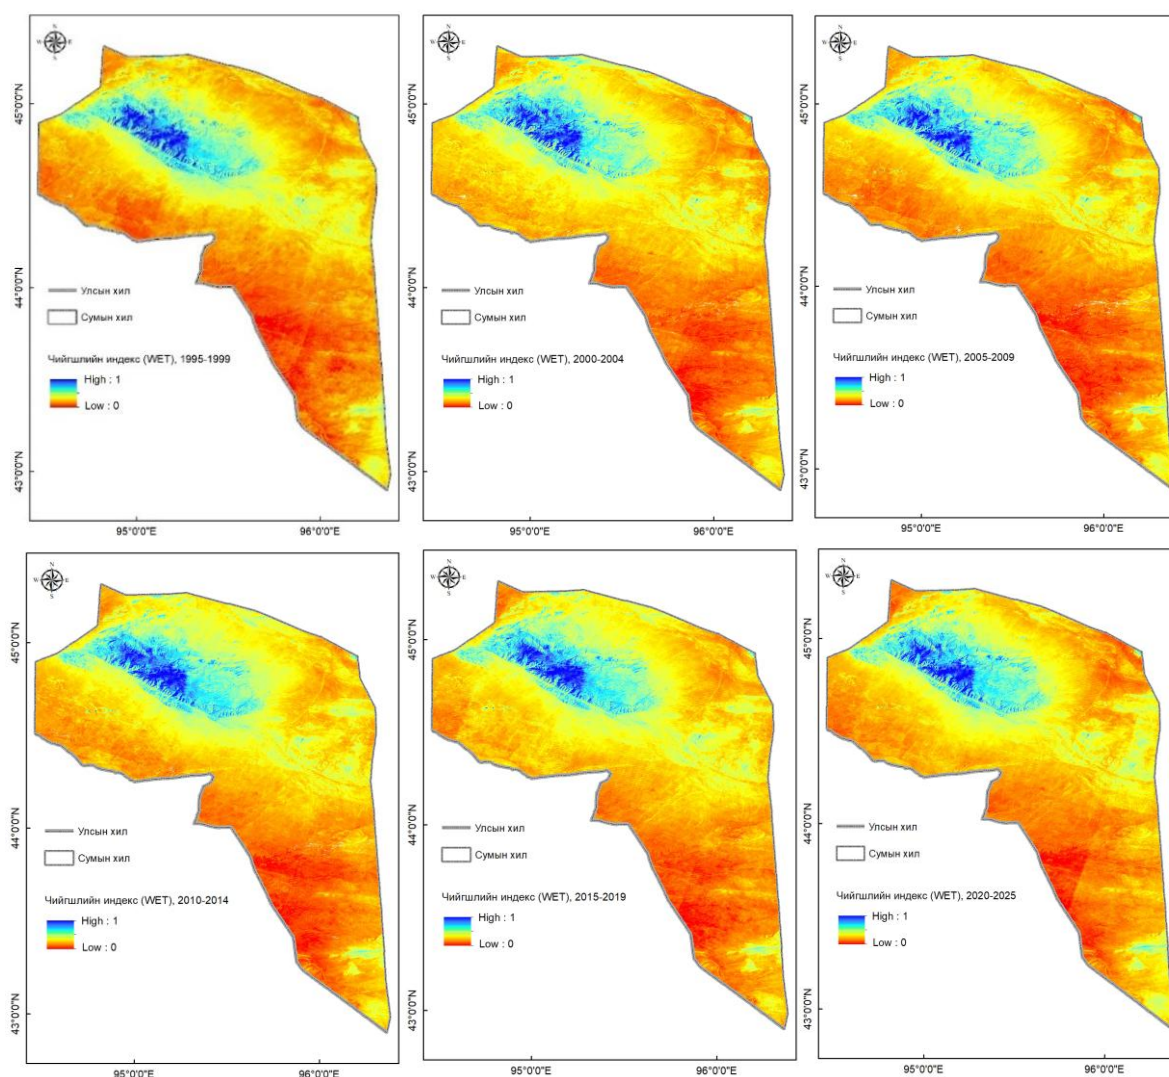 N
W E
S
45°0'0"N
44°0'0"N
43°0'0"N
Улсын хил
Сумын хил
Чийгшлийн индекс (WET), 1995-1999
High : 1
Low : 0
95°0'0"E 96°0'0"E
N
W E
S
45°0'0"N
44°0'0"N
43°0'0"N
Улсын хил
Сумын хил
Чийгшлийн индекс (WET), 2000-2004
High : 1
Low : 0
95°0'0"E 96°0'0"E
N
W E
S
45°0'0"N
44°0'0"N
43°0'0"N
Улсын хил
Сумын хил
Чийгшлийн индекс (WET), 2005-2009
High : 1
Low : 0
95°0'0"E 96°0'0"E
N
W E
S
45°0'0"N
44°0'0"N
43°0'0"N
Улсын хил
Сумын хил
Чийгшлийн индекс (WET), 2010-2014
High : 1
Low : 0
95°0'0"E 96°0'0"E
N
W E
S
45°0'0"N
44°0'0"N
43°0'0"N
Улсын хил
Сумын хил
Чийгшлийн индекс (WET), 2015-2019
High : 1
Low : 0
95°0'0"E 96°0'0"E
N
W E
S
45°0'0"N
44°0'0"N
43°0'0"N
Улсын хил
Сумын хил
Чийгшлийн индекс (WET), 2020-2025
High : 1
Low : 0
95°0'0"E 96°0'0"E